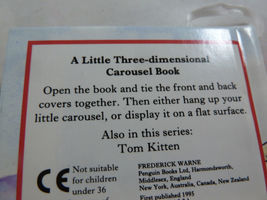 A Little Three-dimensional
Carousel Book
Open the book and tie the front and back
covers together. Then either hang up your
little carousel, or display it on a flat surface.
Also in this series:
Tom Kitten
CE
Not suitable
for children
under 36
FREDERICK WARNE
Penguin Books Ltd, Harmondsworth,
Middlesex, England
New York, Australia, Canada, New Zealand
First published 1995